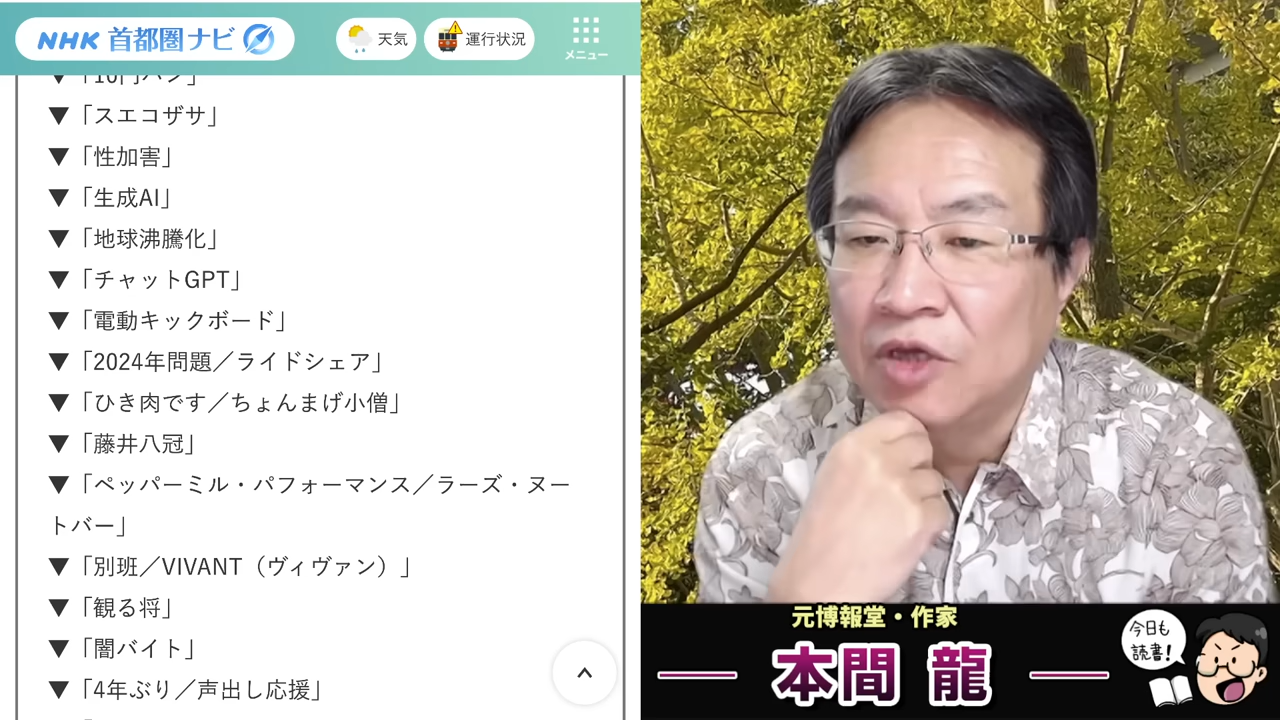 NHK 首都圏ナビ
天気
運行状況
メニュー
▼「10円パン」
▼「スエコザサ」
▼「性加害」
▼「生成AI」
▼「地球沸騰化」
▼「チャットGPT」
▼「電動キックボード」
▼「2024年問題／ライドシェア」
▼「ひき肉です／ちょんまげ小僧」
▼「藤井八冠」
▼「ペッパーミル・パフォーマンス／ラーズ・ヌー
トバー」
▼「別班／VIVANT（ヴィヴァン）」
▼「観る将」
▼「闇バイト」
▼「4年ぶり／声出し応援」
元博報堂・作家
本間 龍
今日も
読書！